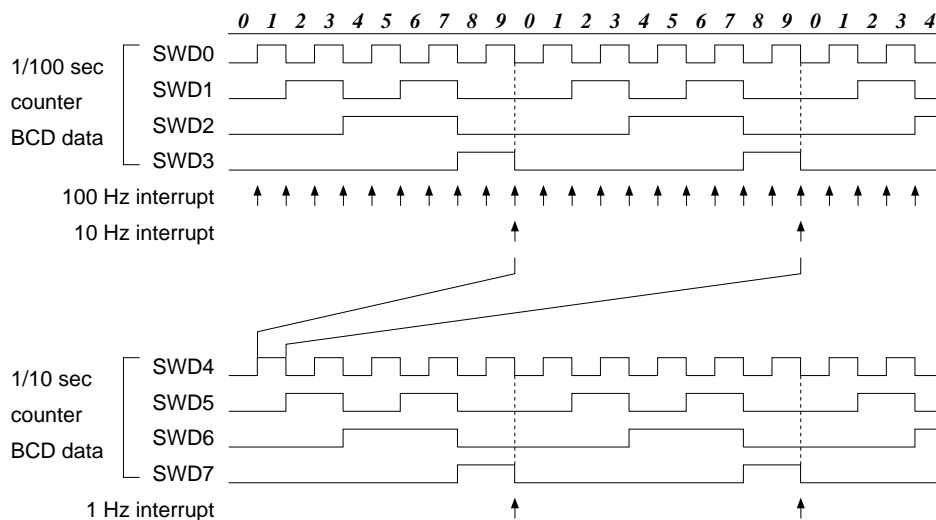 0 1 2 3 4 5 6 7 8 9 0 1 2 3 4 5 6 7 8 9 0 1 2 3 4
1/100 sec
counter
BCD data
SWD0
SWD1
SWD2
SWD3
100 Hz interrupt
10 Hz interrupt
1/10 sec
counter
BCD data
SWD4
SWD5
SWD6
SWD7
1 Hz interrupt